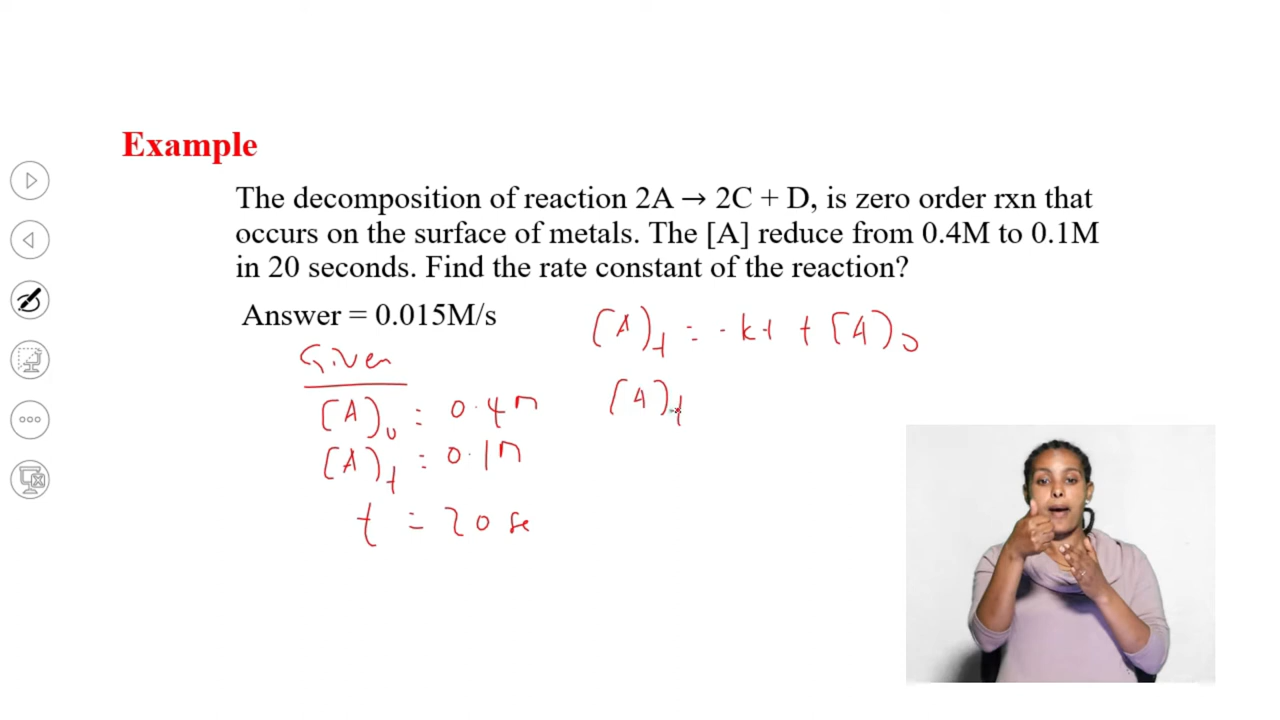 Example
The decomposition of reaction 2A → 2C + D, is zero order rxn that
occurs on the surface of metals. The [A] reduce from 0.4M to 0.1M
in 20 seconds. Find the rate constant of the reaction?
Answer = 0.015M/s
[A]t = -kt + [A]0
Given
[A]0 = 0.4M
[A]t
[A]t = 0.1M
t = 20 se